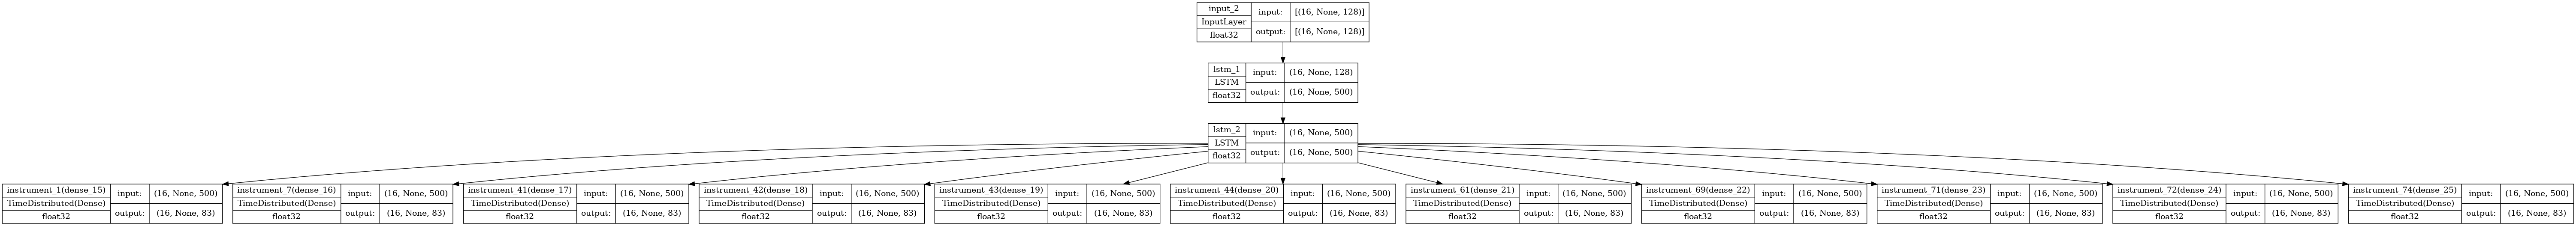 input_2
InputLayer
float32
input:
[(16, None, 128)]
output:
[(16, None, 128)]
lstm_1
LSTM
float32
input:
(16, None, 128)
output:
(16, None, 500)
lstm_2
LSTM
float32
input:
(16, None, 500)
output:
(16, None, 500)
instrument_1(dense_15)
TimeDistributed(Dense)
float32
input:
(16, None, 500)
output:
(16, None, 83)
instrument_7(dense_16)
TimeDistributed(Dense)
float32
input:
(16, None, 500)
output:
(16, None, 83)
instrument_41(dense_17)
TimeDistributed(Dense)
float32
input:
(16, None, 500)
output:
(16, None, 83)
instrument_42(dense_18)
TimeDistributed(Dense)
float32
input:
(16, None, 500)
output:
(16, None, 83)
instrument_43(dense_19)
TimeDistributed(Dense)
float32
input:
(16, None, 500)
output:
(16, None, 83)
instrument_44(dense_20)
TimeDistributed(Dense)
float32
input:
(16, None, 500)
output:
(16, None, 83)
instrument_61(dense_21)
TimeDistributed(Dense)
float32
input:
(16, None, 500)
output:
(16, None, 83)
instrument_69(dense_22)
TimeDistributed(Dense)
float32
input:
(16, None, 500)
output:
(16, None, 83)
instrument_71(dense_23)
TimeDistributed(Dense)
float32
input:
(16, None, 500)
output:
(16, None, 83)
instrument_72(dense_24)
TimeDistributed(Dense)
float32
input:
(16, None, 500)
output:
(16, None, 83)
instrument_74(dense_25)
TimeDistributed(Dense)
float32
input:
(16, None, 500)
output:
(16, None, 83)